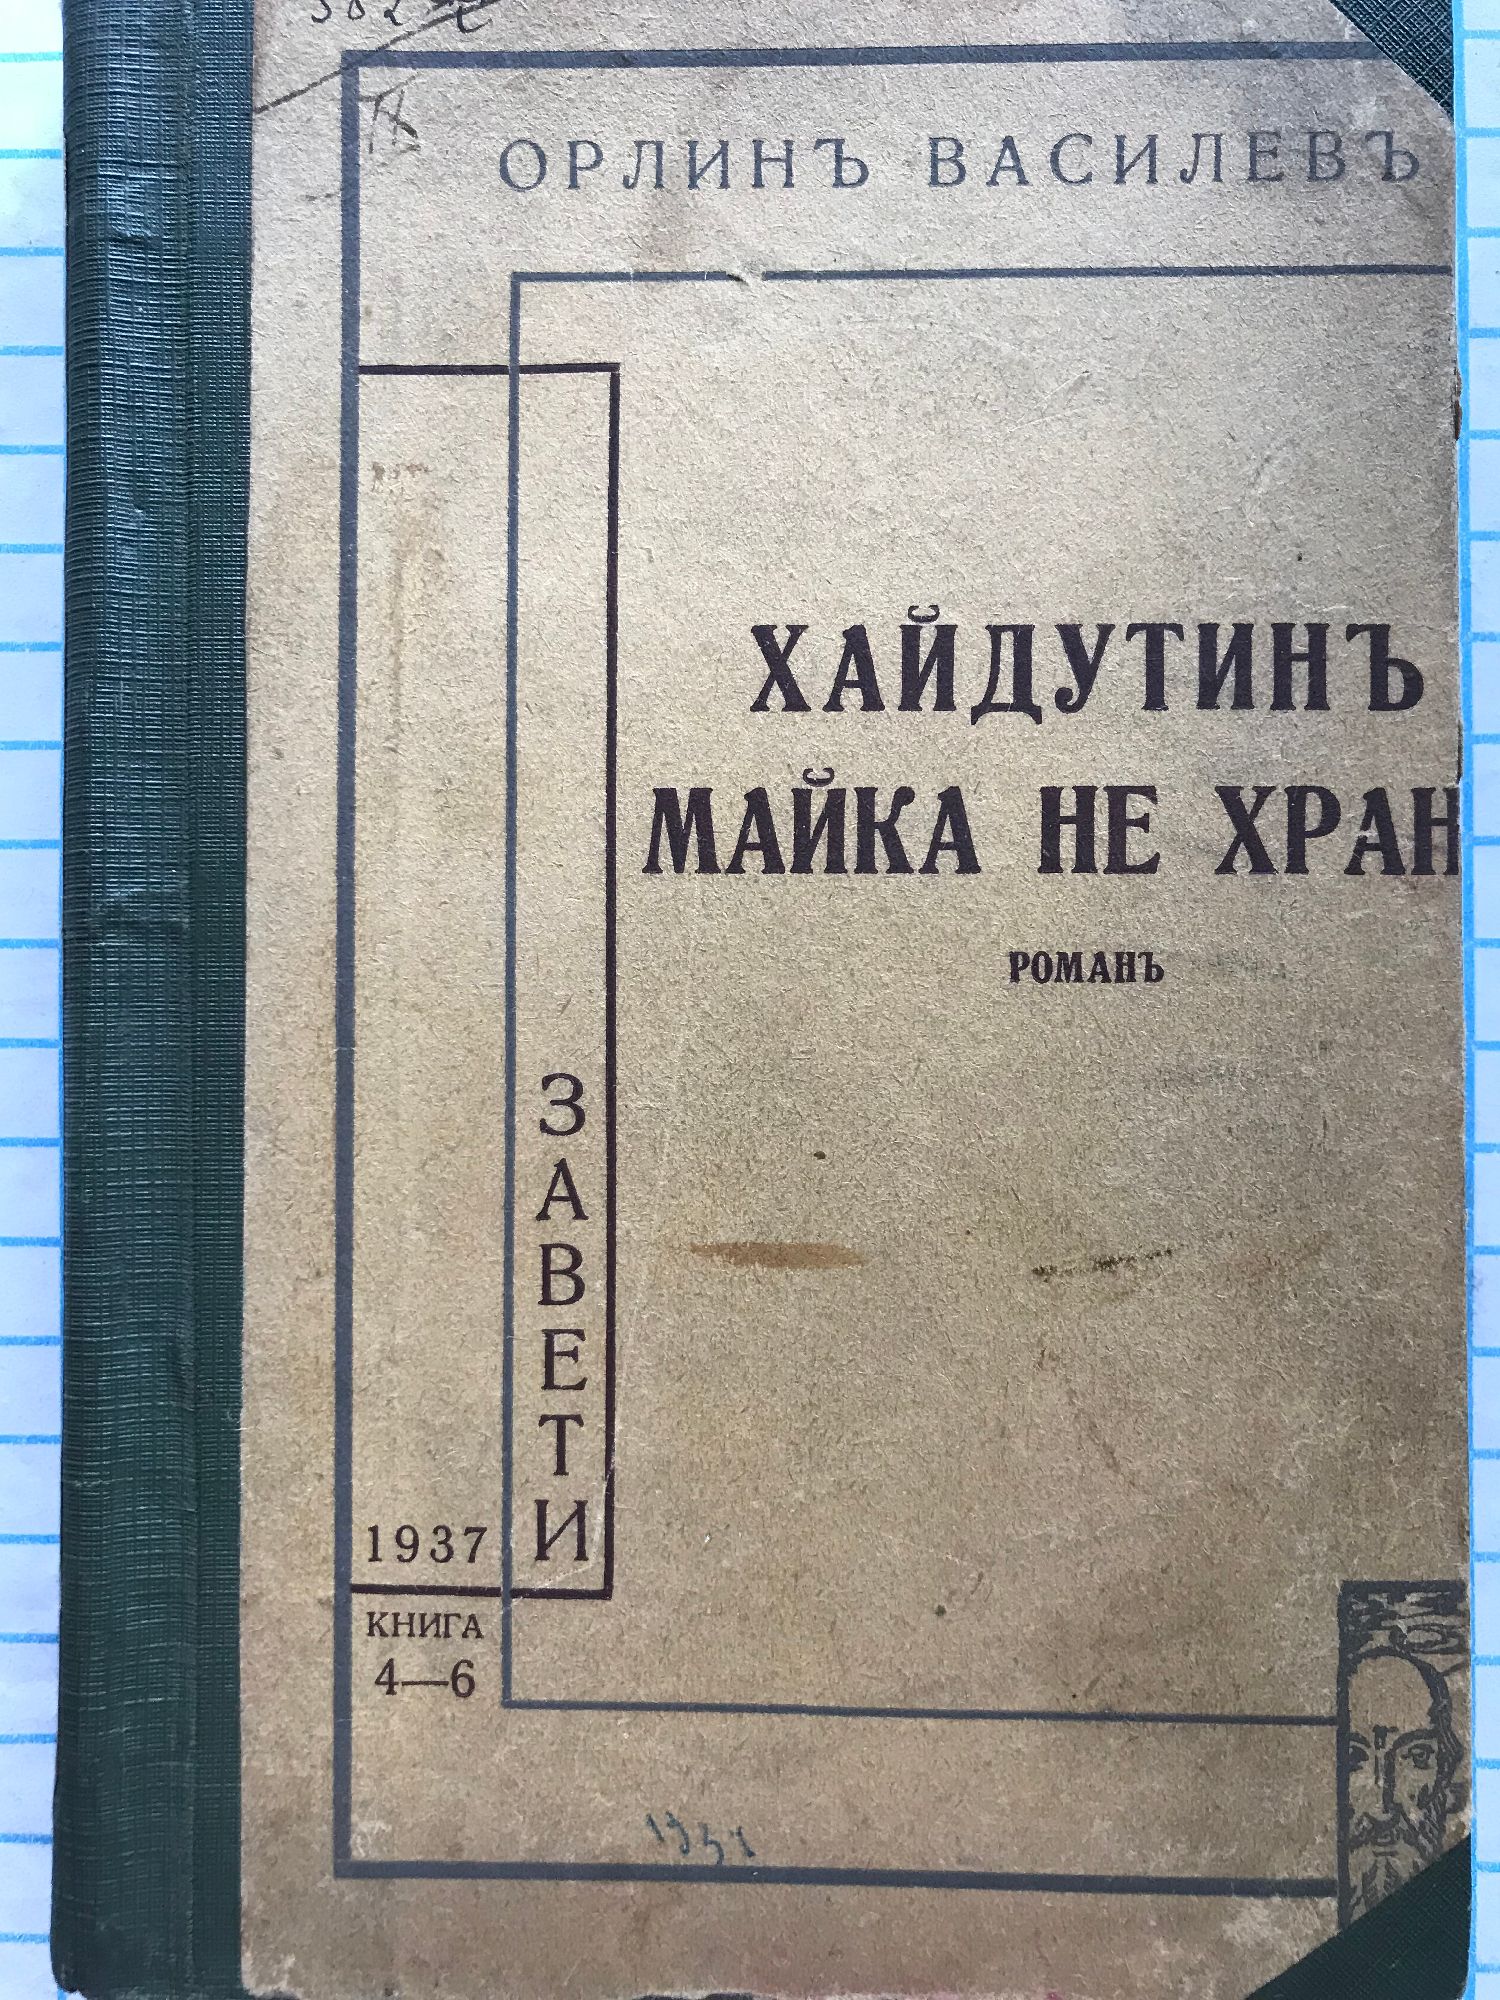 ОРЛИНЪ ВАСИЛЕВЪ
ХАЙДУТИНЪ
МАЙКА НЕ ХРАН
РОМАНЪ
ЗАВЕТИ
1937
КНИГА
4—6